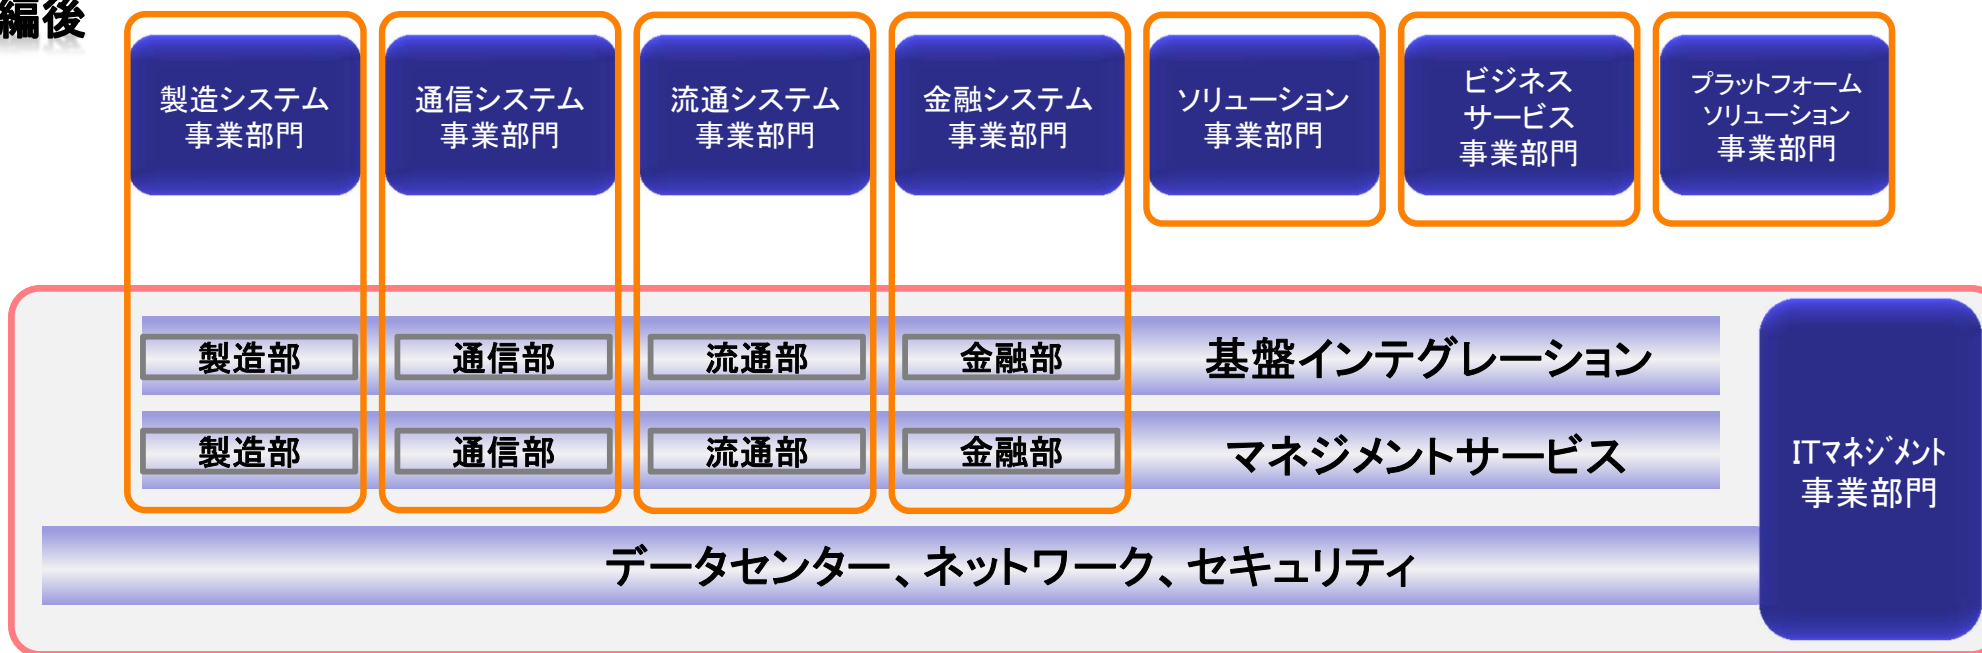 編後
製造システム
事業部門
通信システム
事業部門
流通システム
事業部門
金融システム
事業部門
ソリューション
事業部門
ビジネス
サービス
事業部門
プラットフォーム
ソリューション
事業部門
製造部
通信部
流通部
金融部
基盤インテグレーション
製造部
通信部
流通部
金融部
マネジメントサービス
ITマネジメント
事業部門
データセンター、ネットワーク、セキュリティ